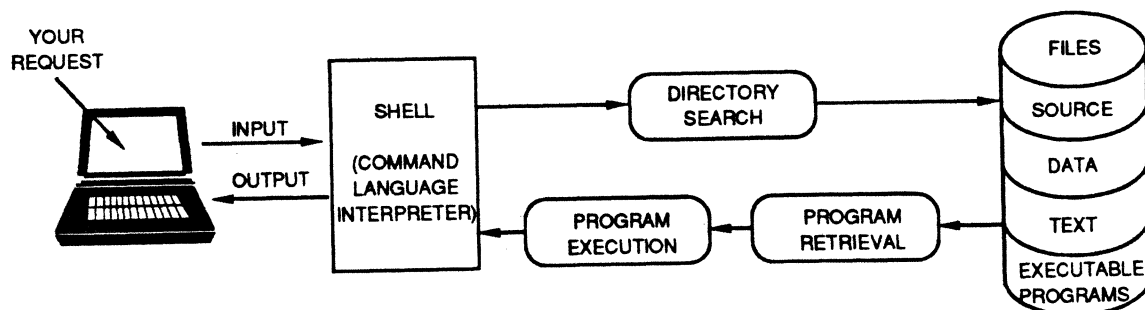 YOUR
REQUEST
INPUT
OUTPUT
SHELL
(COMMAND
LANGUAGE
INTERPRETER)
DIRECTORY
SEARCH
PROGRAM
EXECUTION
PROGRAM
RETRIEVAL
FILES
SOURCE
DATA
TEXT
EXECUTABLE
PROGRAMS